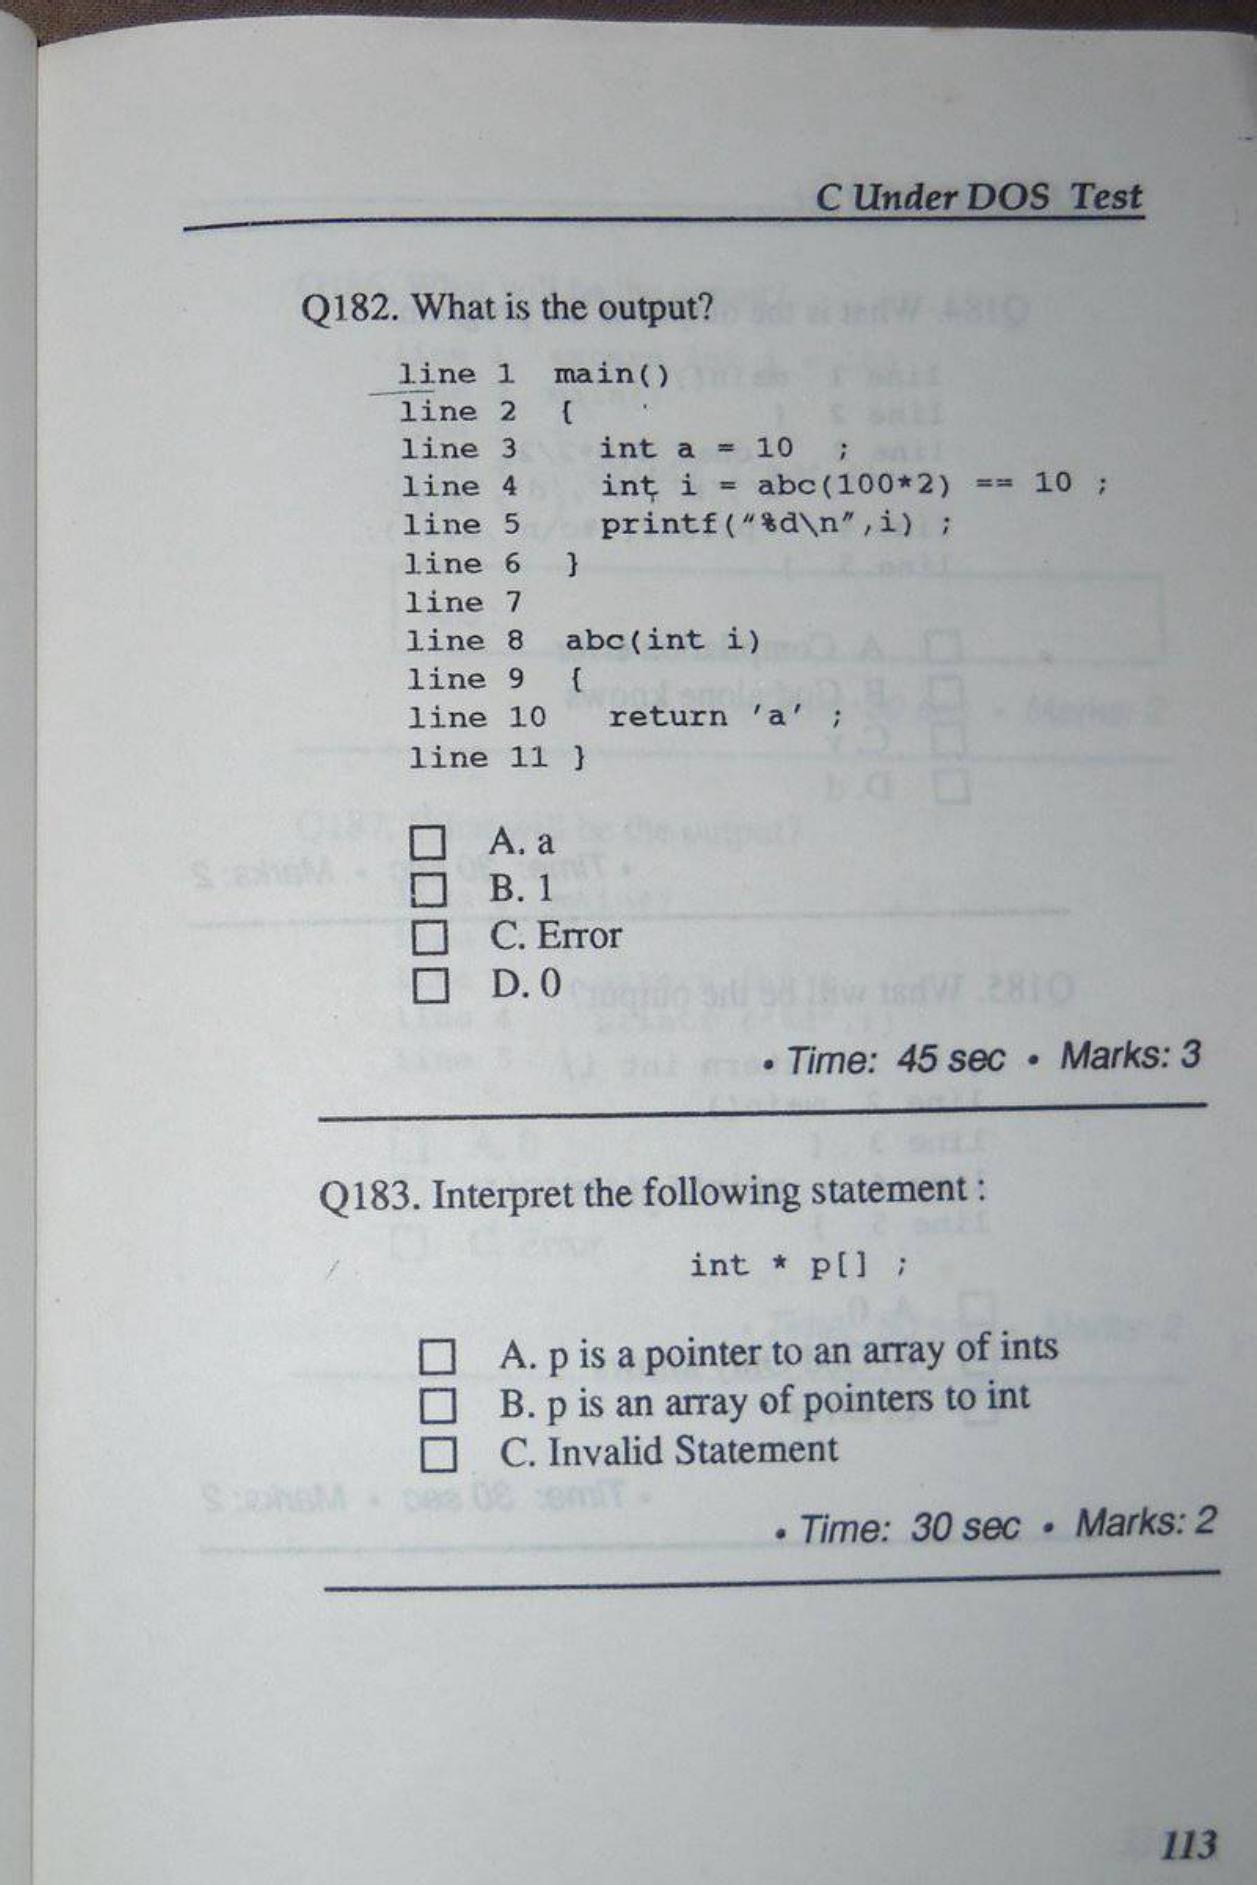 C Under DOS Test
Q182. What is the output?
line 1 main()
line 2 {
line 3 int a = 10 ;
line 4 int i = abc(100*2) == 10 ;
line 5 printf("%d\n",i) ;
line 6 }
line 7
line 8 abc(int i)
line 9 {
line 10 return 'a' ;
line 11 }
A. a
B. 1
C. Error
D. 0
• Time: 45 sec • Marks: 3
Q183. Interpret the following statement :
int * p[] ;
A. p is a pointer to an array of ints
B. p is an array of pointers to int
C. Invalid Statement
• Time: 30 sec • Marks: 2
113